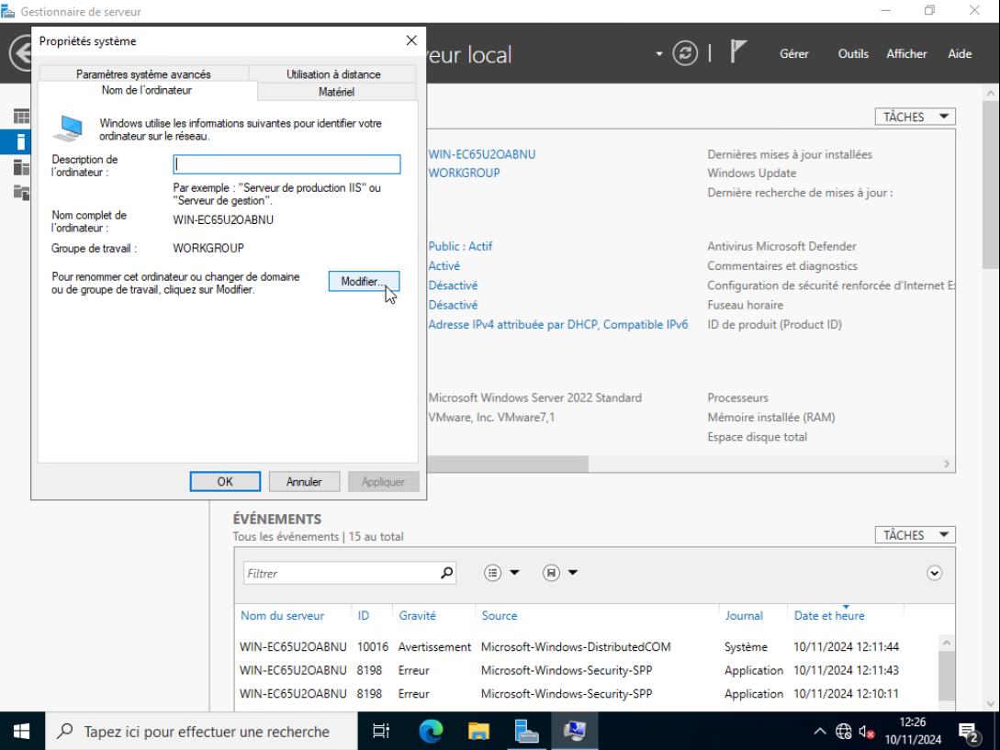 Gestionnaire de serveur
Propriétés système
Paramètres système avancés
Utilisation à distance
Nom de l'ordinateur
Matériel
Windows utilise les informations suivantes pour identifier votre
ordinateur sur le réseau.
Description de
l'ordinateur :
Par exemple : "Serveur de production IIS" ou
"Serveur de gestion".
Nom complet de
l'ordinateur :
WIN-EC65U2OABNU
Groupe de travail :
WORKGROUP
Pour renommer cet ordinateur ou changer de domaine
ou de groupe de travail, cliquez sur Modifier.
Modifier...
OK
Annuler
Appliquer
eur local
Gérer
Outils
Afficher
Aide
TÂCHES
WIN-EC65U2OABNU
WORKGROUP
Dernières mises à jour installées
Windows Update
Dernière recherche de mises à jour :
Public : Actif
Activé
Désactivé
Désactivé
Adresse IPv4 attribuée par DHCP, Compatible IPv6
Antivirus Microsoft Defender
Commentaires et diagnostics
Configuration de sécurité renforcée d'Internet E
Fuseau horaire
ID de produit (Product ID)
Microsoft Windows Server 2022 Standard
VMware, Inc. VMware7,1
Processeurs
Mémoire installée (RAM)
Espace disque total
ÉVÉNEMENTS
Tous les événements | 15 au total
TÂCHES
Filtrer
Nom du serveur ID Gravité Source Journal Date et heure
WIN-EC65U2OABNU 10016 Avertissement Microsoft-Windows-DistributedCOM Système 10/11/2024 12:11:44
WIN-EC65U2OABNU 8198 Erreur Microsoft-Windows-Security-SPP Application 10/11/2024 12:11:43
WIN-EC65U2OABNU 8198 Erreur Microsoft-Windows-Security-SPP Application 10/11/2024 12:10:11
Tapez ici pour effectuer une recherche
12:26
10/11/2024
2